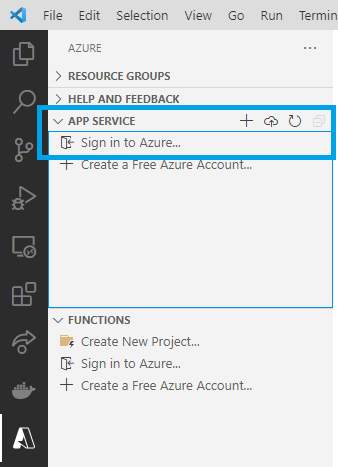 File Edit Selection View Go Run Termin
AZURE
RESOURCE GROUPS
HELP AND FEEDBACK
APP SERVICE
Sign in to Azure...
Create a Free Azure Account...
FUNCTIONS
Create New Project...
Sign in to Azure...
Create a Free Azure Account...